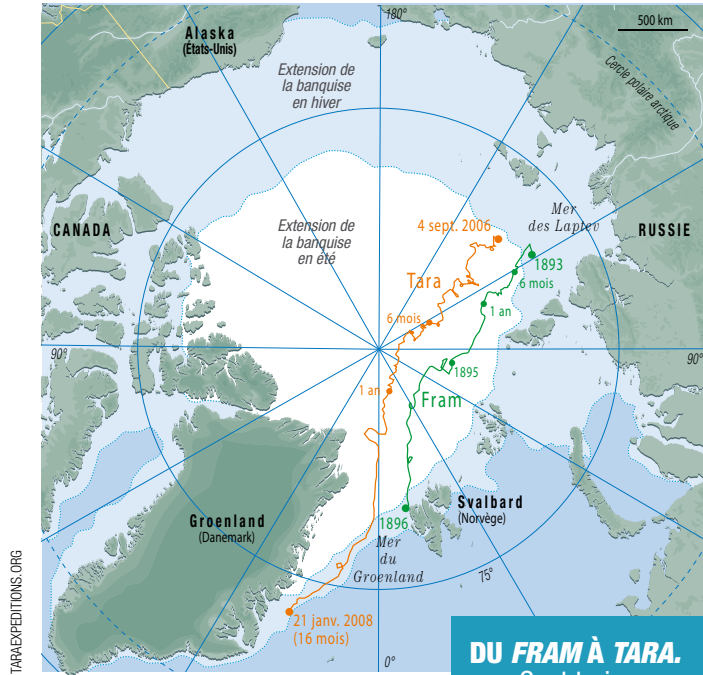 180°
500 km
Alaska
(États-Unis)
Extension de
la banquise
en hiver
Cercle polaire arctique
CANADA
Extension de
la banquise
en été
4 sept. 2006
Mer
des Laptev
RUSSIE
1893
Tara
6 mois
1 an
6 mois
90°
90°
1895
1 an
Fram
Svalbard
(Norvège)
Groenland
(Danemark)
1896
Mer
du
Groenland
75°
21 janv. 2008
(16 mois)
0°
TARAEXPEDITIONS.ORG
DU FRAM À TARA.